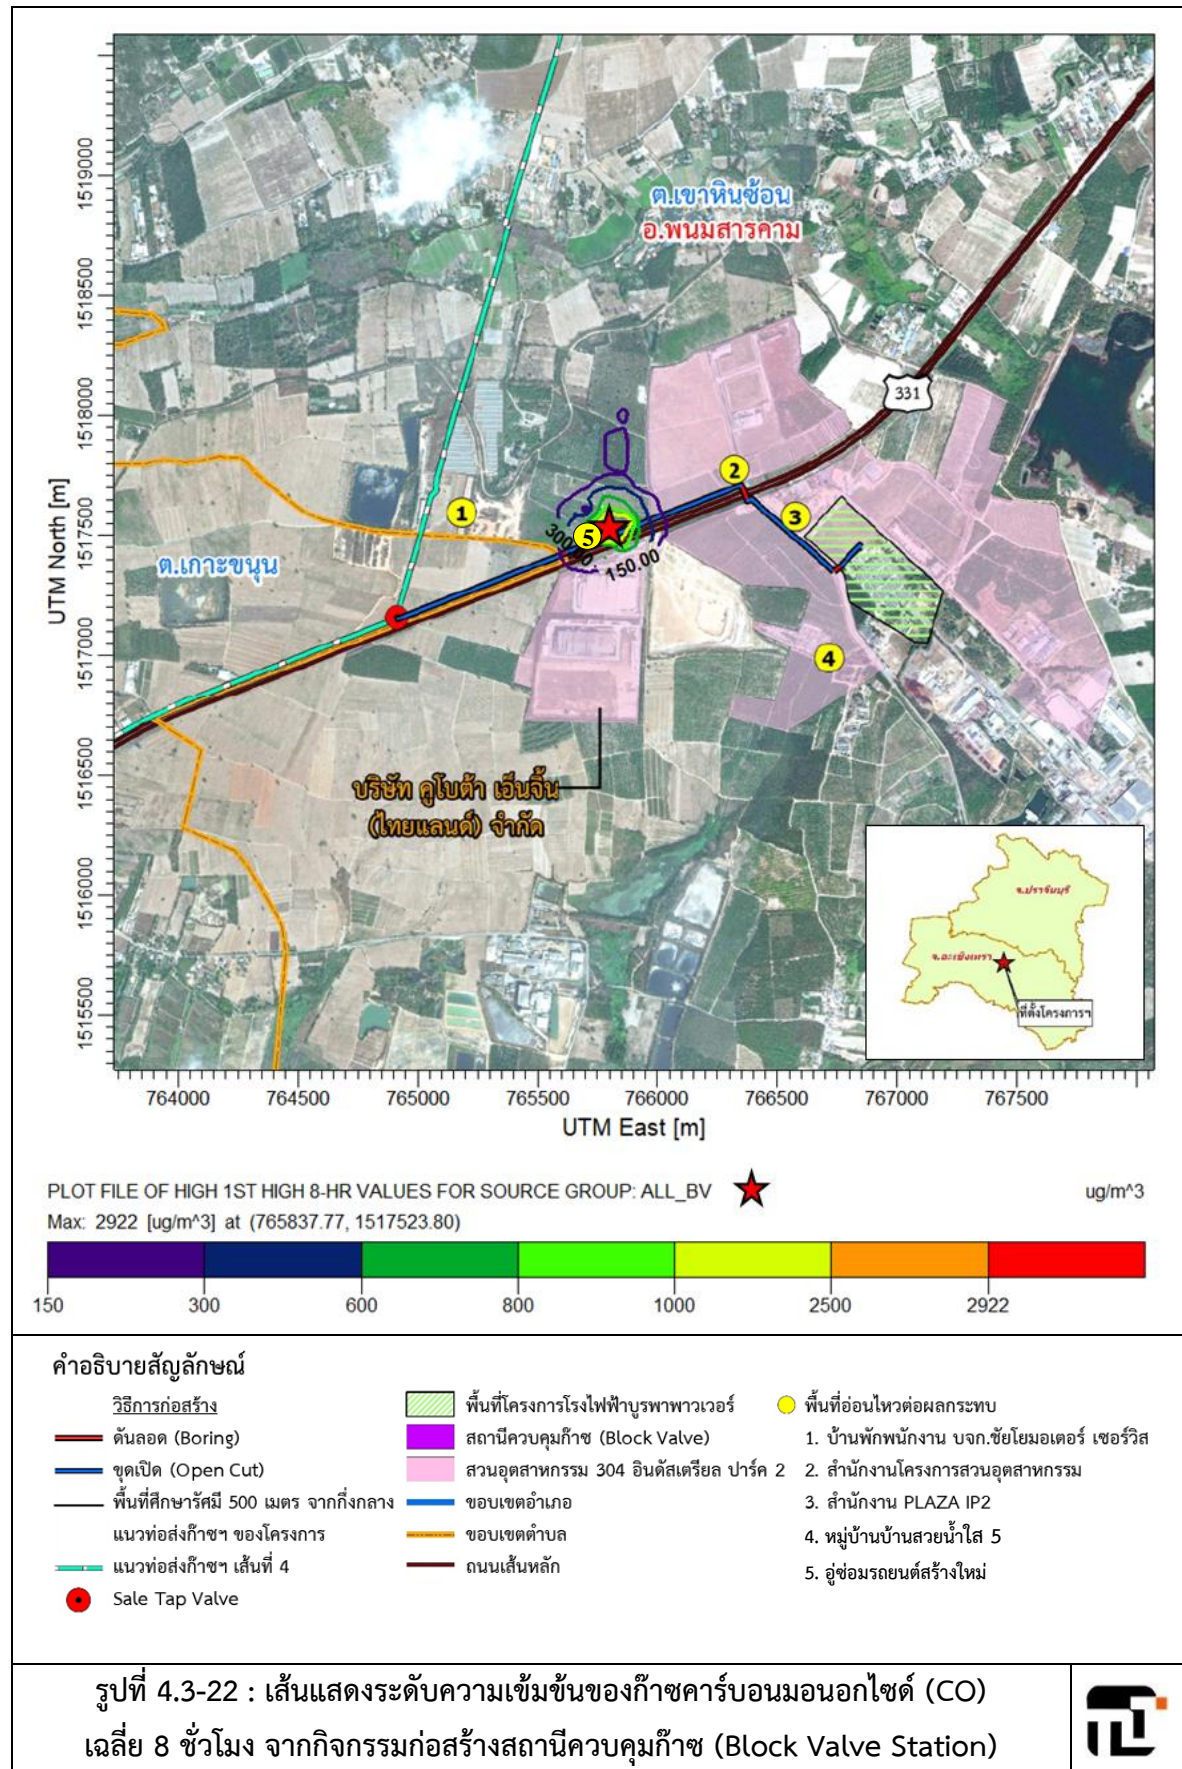 ต.เขาหินซ้อน
อ.พนมสารคาม
331
1
2
3
4
5
300.00
150.00
ต.เกาะขนุน
บริษัท คูโบต้า เอ็นจิ้น
(ไทยแลนด์) จำกัด
จ.ปราจีนบุรี
จ.ฉะเชิงเทรา
ที่ตั้งโครงการฯ
UTM North [m]
1519000
1518500
1518000
1517500
1517000
1516500
1516000
1515500
764000 764500 765000 765500 766000 766500 767000 767500
UTM East [m]
PLOT FILE OF HIGH 1ST HIGH 8-HR VALUES FOR SOURCE GROUP: ALL_BV ug/m^3
Max: 2922 [ug/m^3] at (765837.77, 1517523.80)
150 300 600 800 1000 2500 2922
คำอธิบายสัญลักษณ์
วิธีการก่อสร้าง
ดันลอด (Boring)
ขุดเปิด (Open Cut)
พื้นที่ศึกษารัศมี 500 เมตร จากกึ่งกลาง
แนวท่อส่งก๊าซฯ ของโครงการ
แนวท่อส่งก๊าซฯ เส้นที่ 4
Sale Tap Valve
พื้นที่โครงการโรงไฟฟ้าบูรพาพาวเวอร์
สถานีควบคุมก๊าซ (Block Valve)
สวนอุตสาหกรรม 304 อินดัสเตรียล ปาร์ค 2
ขอบเขตอำเภอ
ขอบเขตตำบล
ถนนเส้นหลัก
พื้นที่อ่อนไหวต่อผลกระทบ
1. บ้านพักพนักงาน บจก.ชัยโยมอเตอร์ เซอร์วิส
2. สำนักงานโครงการสวนอุตสาหกรรม
3. สำนักงาน PLAZA IP2
4. หมู่บ้านบ้านสวยน้ำใส 5
5. อู่ซ่อมรถยนต์สร้างใหม่
รูปที่ 4.3-22 : เส้นแสดงระดับความเข้มข้นของก๊าซคาร์บอนมอนอกไซด์ (CO)
เฉลี่ย 8 ชั่วโมง จากกิจกรรมก่อสร้างสถานีควบคุมก๊าซ (Block Valve Station)